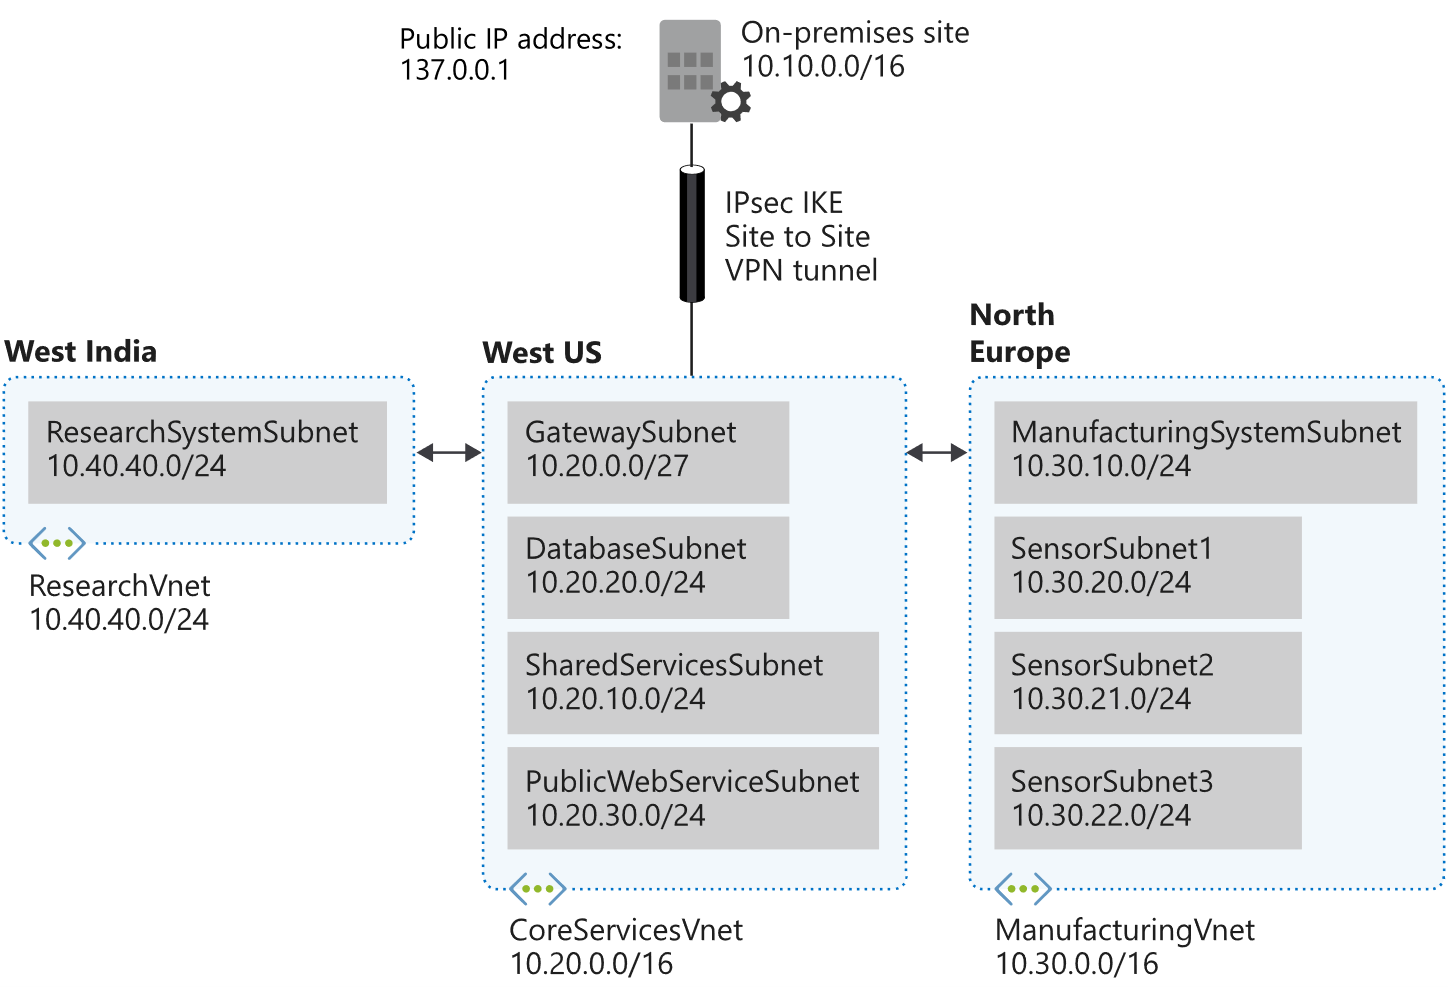 Public IP address:
137.0.0.1
On-premises site
10.10.0.0/16
IPsec IKE
Site to Site
VPN tunnel
West India
ResearchSystemSubnet
10.40.40.0/24
ResearchVnet
10.40.40.0/24
West US
GatewaySubnet
10.20.0.0/27
DatabaseSubnet
10.20.20.0/24
SharedServicesSubnet
10.20.10.0/24
PublicWebServiceSubnet
10.20.30.0/24
CoreServicesVnet
10.20.0.0/16
North
Europe
ManufacturingSystemSubnet
10.30.10.0/24
SensorSubnet1
10.30.20.0/24
SensorSubnet2
10.30.21.0/24
SensorSubnet3
10.30.22.0/24
ManufacturingVnet
10.30.0.0/16